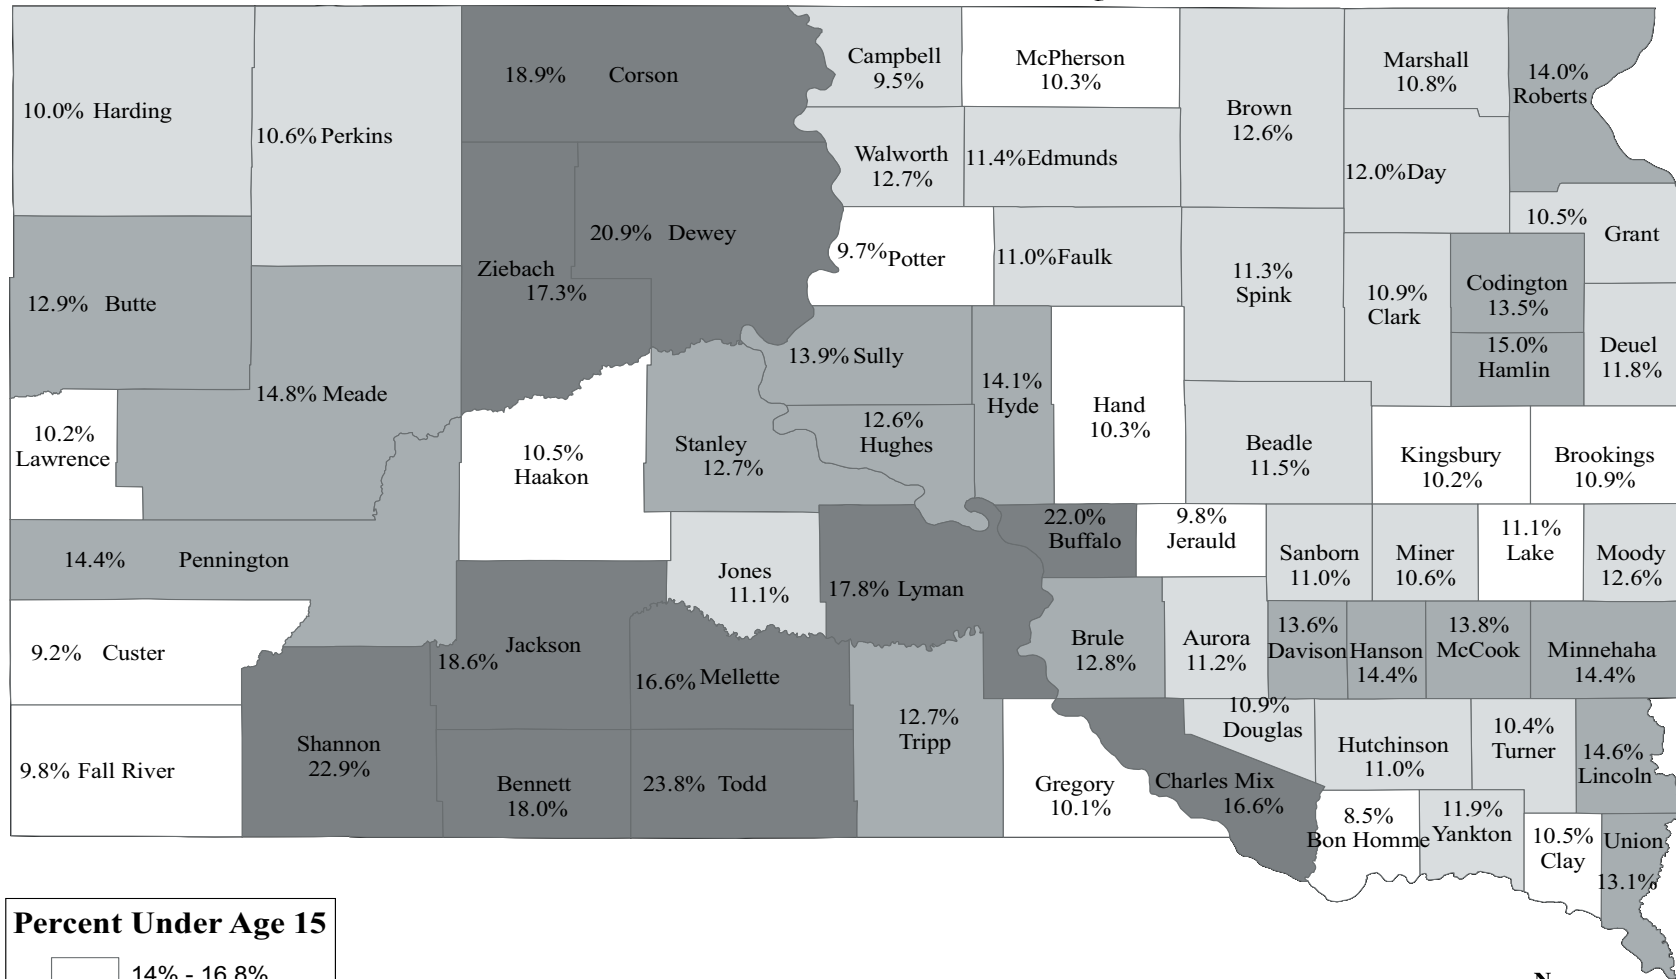 Campbell
9.5%
McPherson
10.3%
Marshall
10.8%
14.0%
Roberts
18.9% Corson
10.0% Harding
10.6% Perkins
Brown
12.6%
Walworth
12.7%
11.4% Edmunds
12.0% Day
10.5%
Grant
20.9% Dewey
9.7% Potter
11.0% Faulk
Ziebach
17.3%
11.3%
Spink
10.9%
Clark
Codington
13.5%
12.9% Butte
15.0%
Hamlin
Deuel
11.8%
13.9% Sully
14.1%
Hyde
14.8% Meade
Hand
10.3%
12.6%
Hughes
10.2%
Lawrence
10.5%
Haakon
Stanley
12.7%
Beadle
11.5%
Kingsbury
10.2%
Brookings
10.9%
22.0%
Buffalo
9.8%
Jerauld
11.1%
Lake
14.4% Pennington
Sanborn
11.0%
Miner
10.6%
Moody
12.6%
Jones
11.1%
17.8% Lyman
9.2% Custer
Jackson
18.6%
Brule
12.8%
Aurora
11.2%
13.6%
Davison
Hanson
14.4%
13.8%
McCook
Minnehaha
14.4%
16.6% Mellette
12.7%
Tripp
10.9%
Douglas
10.4%
Turner
Hutchinson
11.0%
14.6%
Lincoln
Shannon
22.9%
9.8% Fall River
Bennett
18.0%
23.8% Todd
Gregory
10.1%
Charles Mix
16.6%
8.5%
Bon Homme
11.9%
Yankton
10.5%
Clay
Union
13.1%
Percent Under Age 15
14% - 16.8%
N